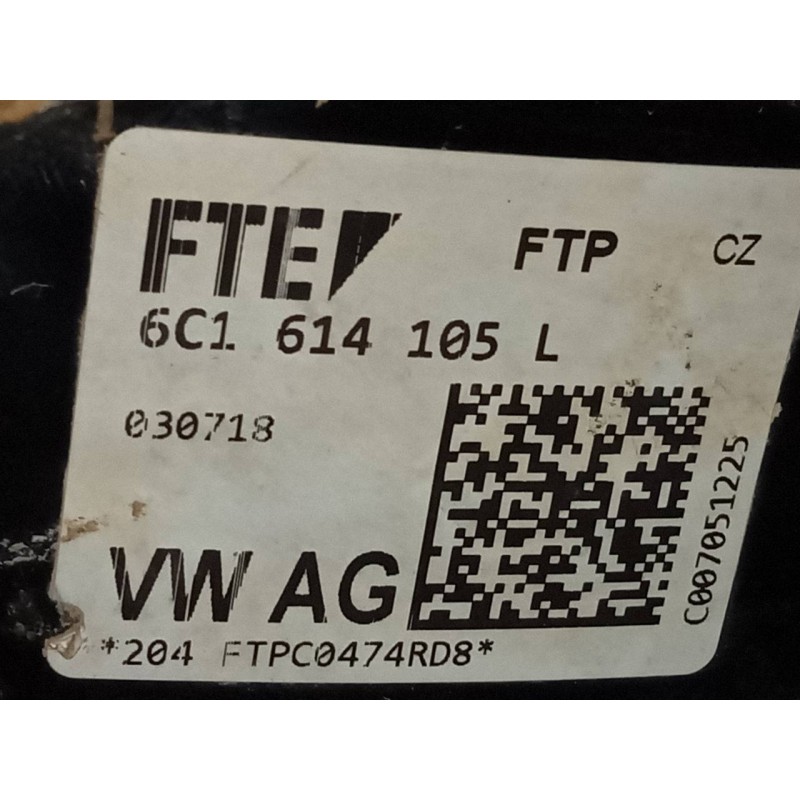 FTE FTP CZ
6C1 614 105 L
030718
C007051225
VW AG
*204 FTPC0474RD8*